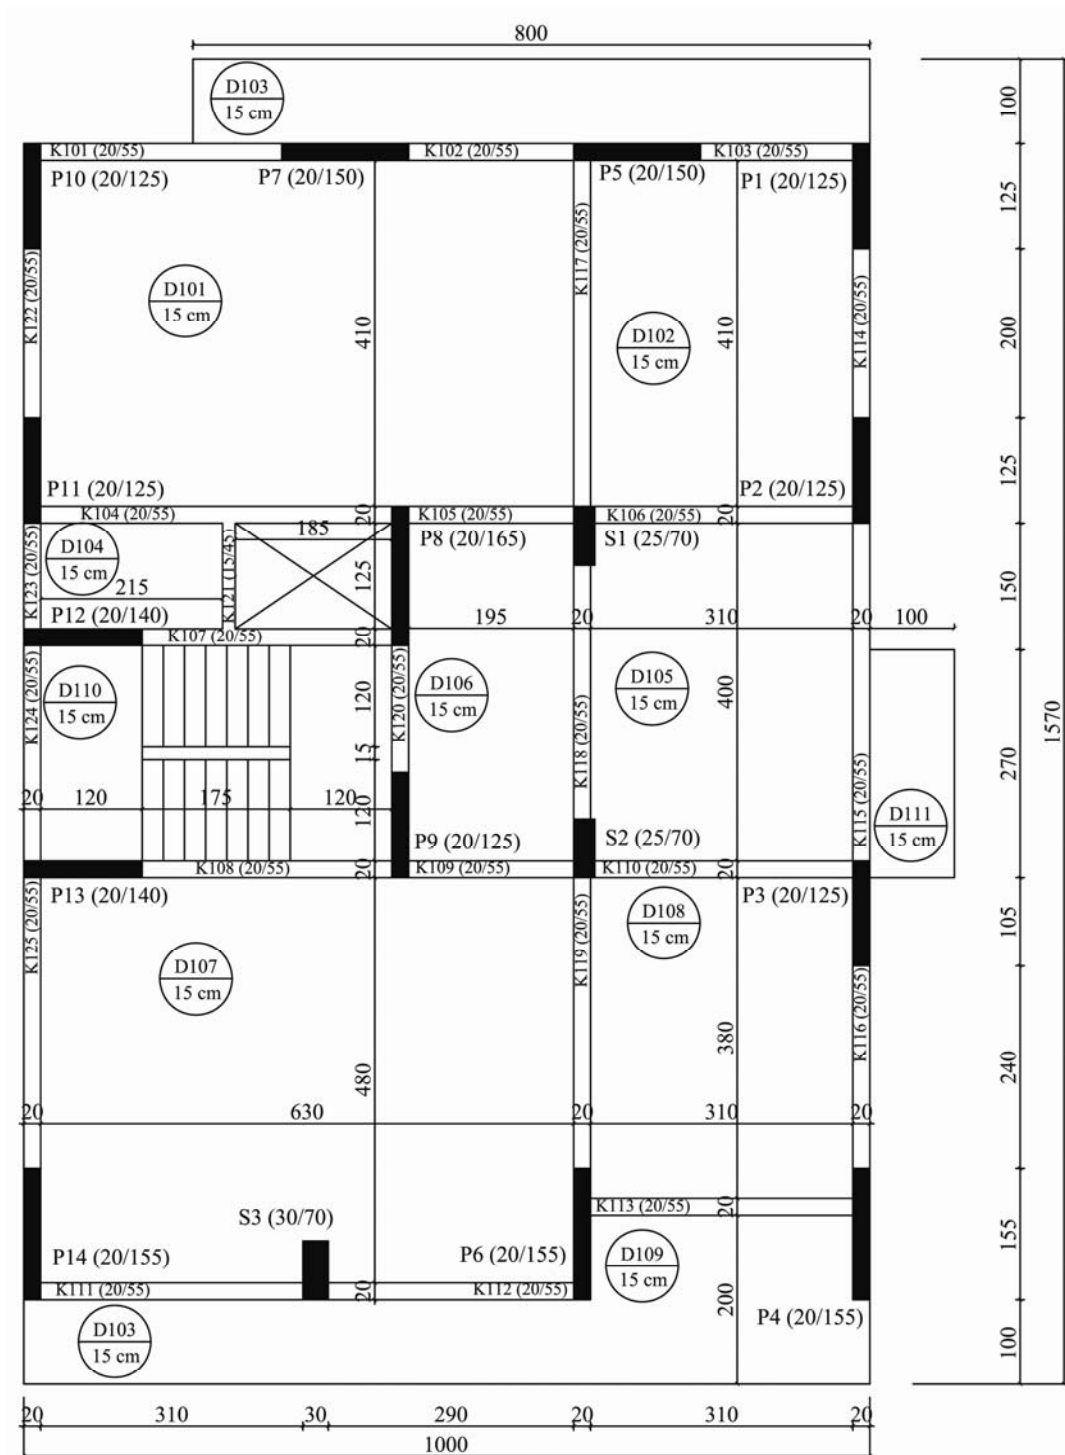 800
D103
15 cm
100
K101 (20/55)
K102 (20/55)
K103 (20/55)
P10 (20/125)
P7 (20/150)
P5 (20/150)
P1 (20/125)
125
K122 (20/55)
K117 (20/55)
K114 (20/55)
D101
15 cm
410
D102
15 cm
410
200
P11 (20/125)
P2 (20/125)
125
K104 (20/55)
20
K105 (20/55)
K106 (20/55)
20
185
P8 (20/165)
S1 (25/70)
K123 (20/55)
D104
15 cm
K121 (15/45)
125
215
150
P12 (20/140)
195
20
310
20
100
K107 (20/55)
20
K124 (20/55)
D110
15 cm
120
K120 (20/55)
D106
15 cm
D105
15 cm
400
K118 (20/55)
15
270
1570
20
120
175
120
120
K115 (20/55)
D111
15 cm
P9 (20/125)
S2 (25/70)
K108 (20/55)
20
K109 (20/55)
K110 (20/55)
20
P13 (20/140)
P3 (20/125)
K125 (20/55)
K119 (20/55)
D108
15 cm
105
D107
15 cm
K116 (20/55)
380
480
240
20
630
20
310
20
K113 (20/55)
20
S3 (30/70)
155
P14 (20/155)
P6 (20/155)
D109
15 cm
K111 (20/55)
20
K112 (20/55)
200
P4 (20/155)
D103
15 cm
100
20
310
30
290
20
310
20
1000